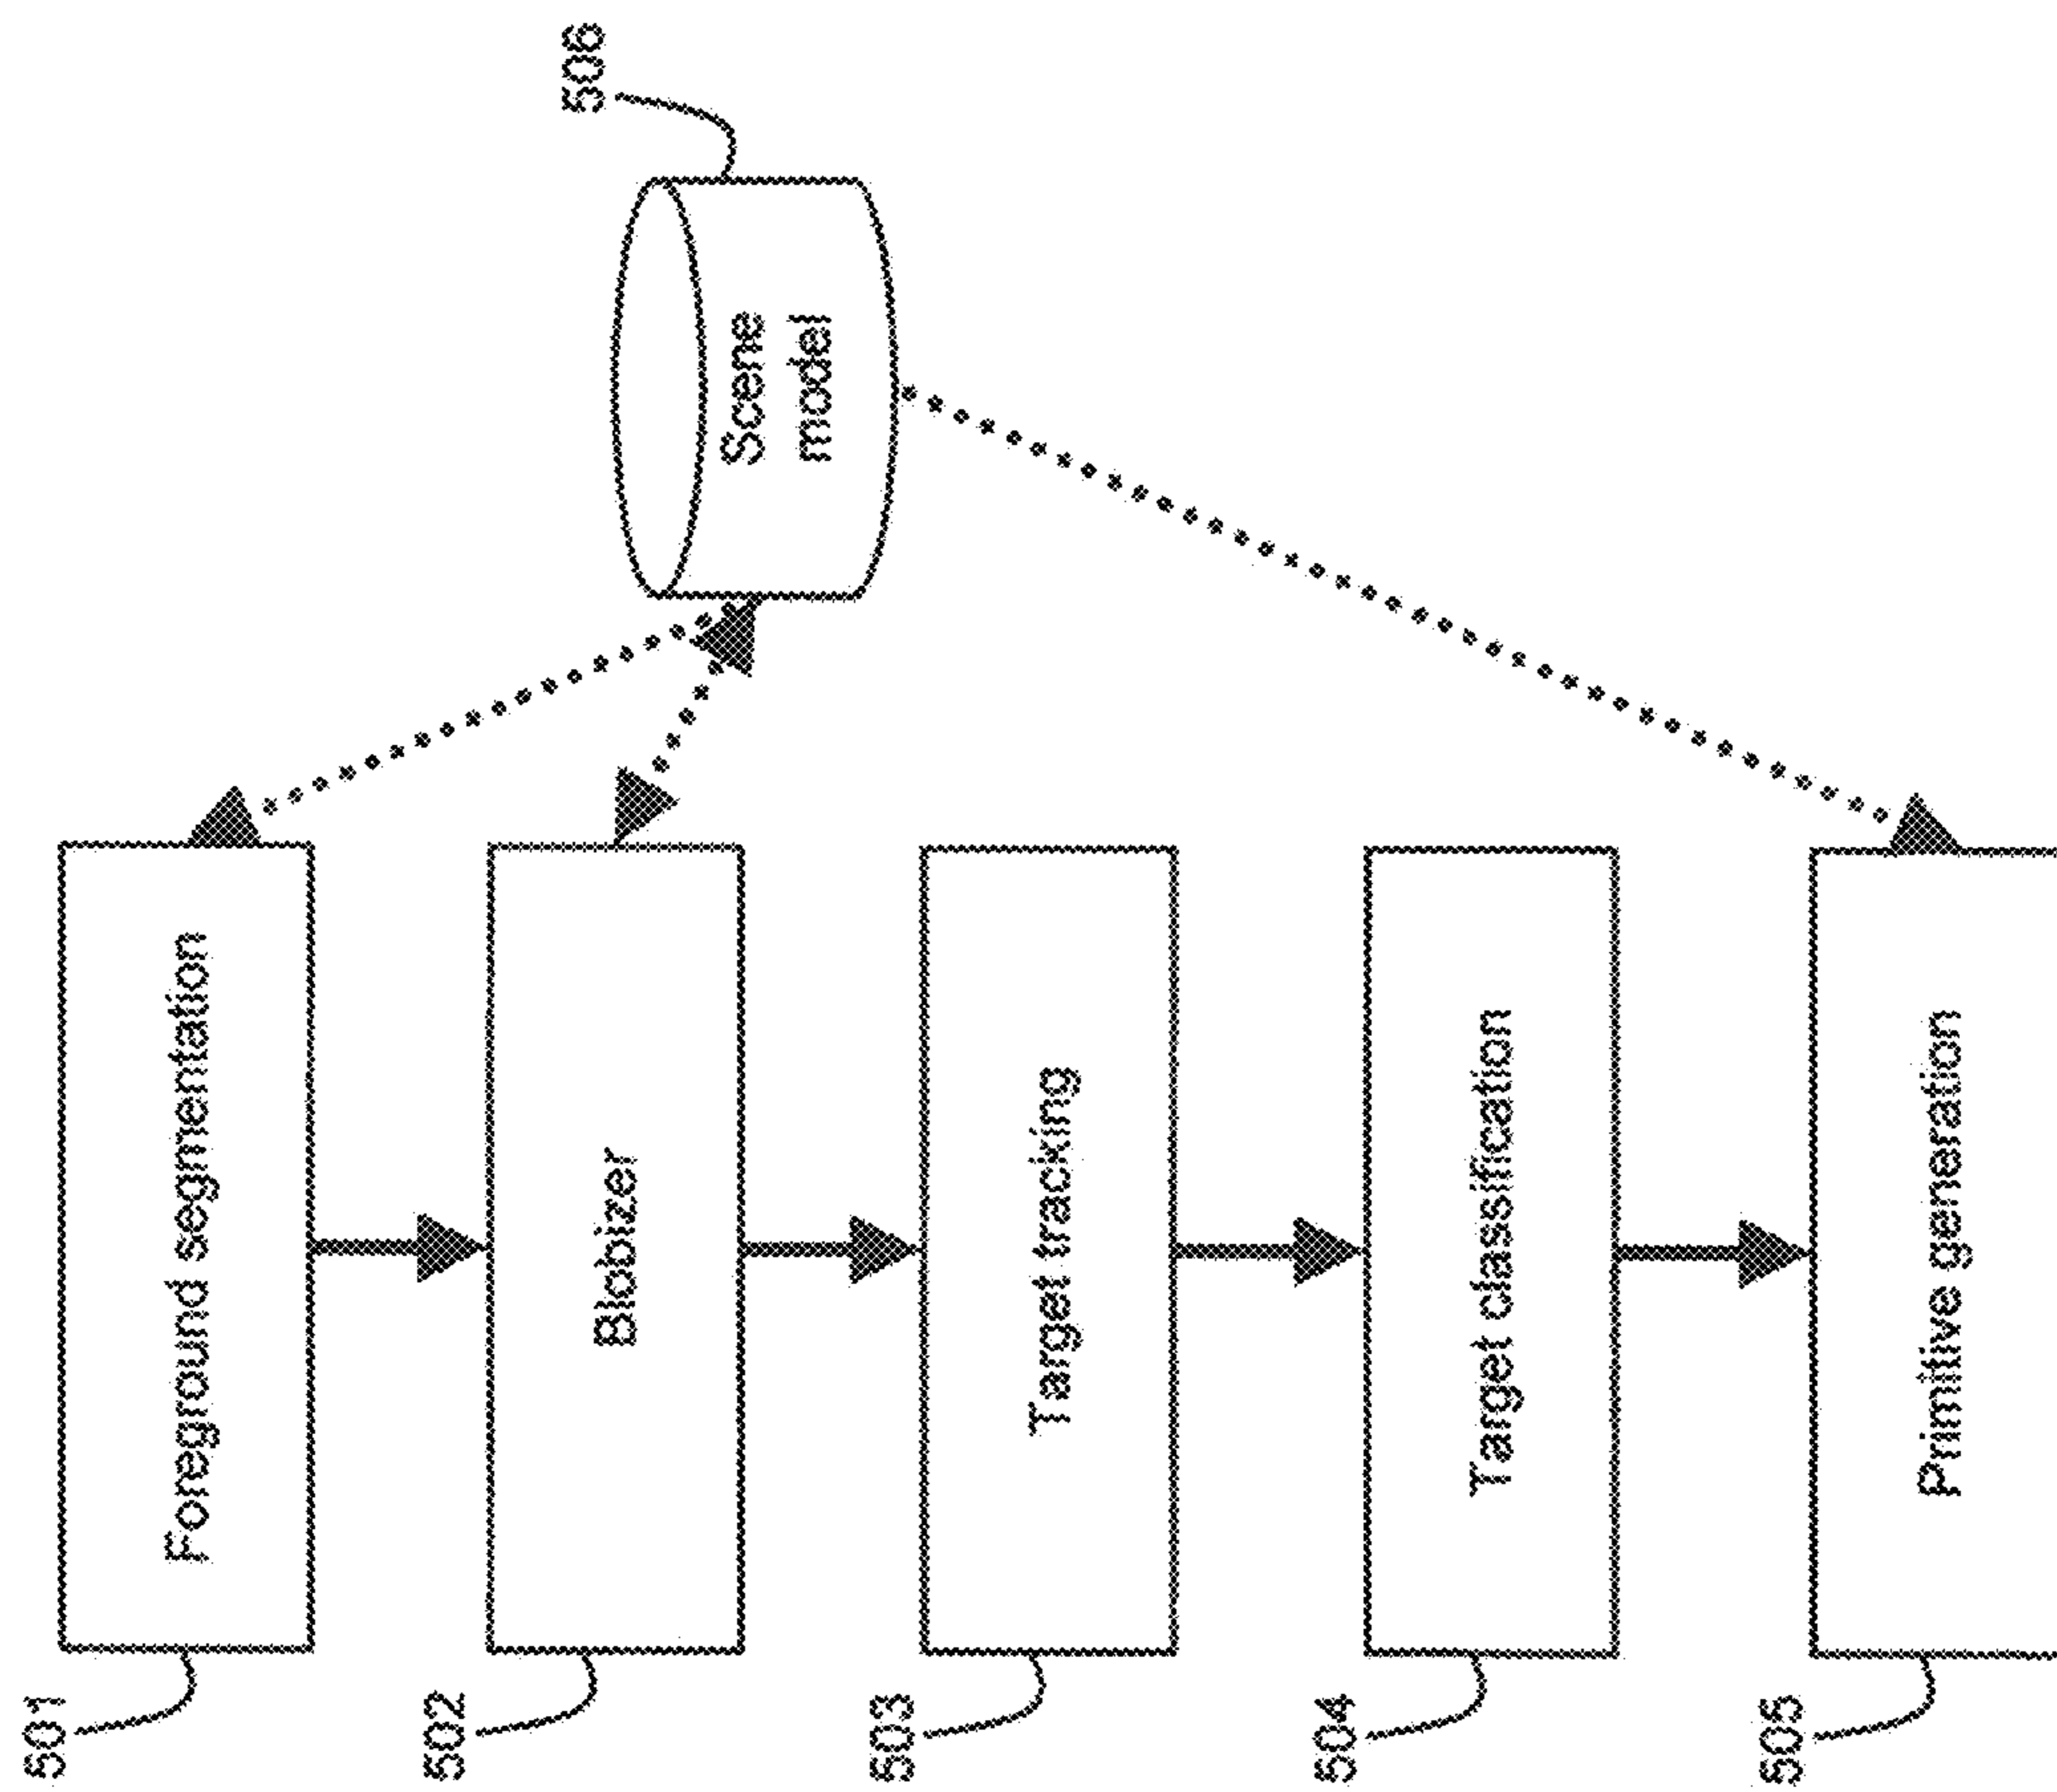 501
Foreground segmentation
502
Blobizer
503
Target tracking
504
Target classification
505
Primitive generation
506
Scene
model